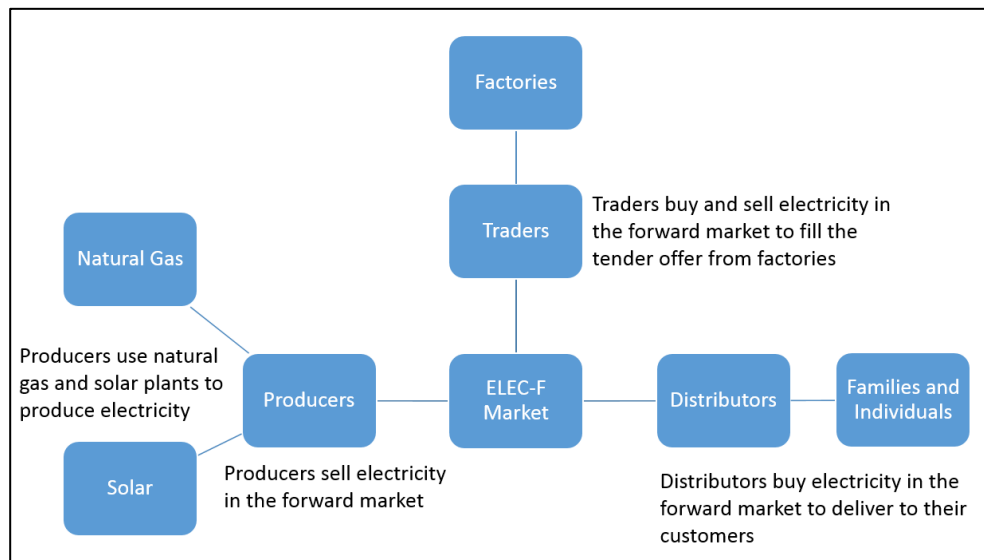 Factories
Traders
Traders buy and sell electricity in
the forward market to fill the
tender offer from factories
Natural Gas
Producers use natural
gas and solar plants to
produce electricity
Producers
ELEC-F
Market
Distributors
Families and
Individuals
Solar
Producers sell electricity
in the forward market
Distributors buy electricity in the
forward market to deliver to their
customers